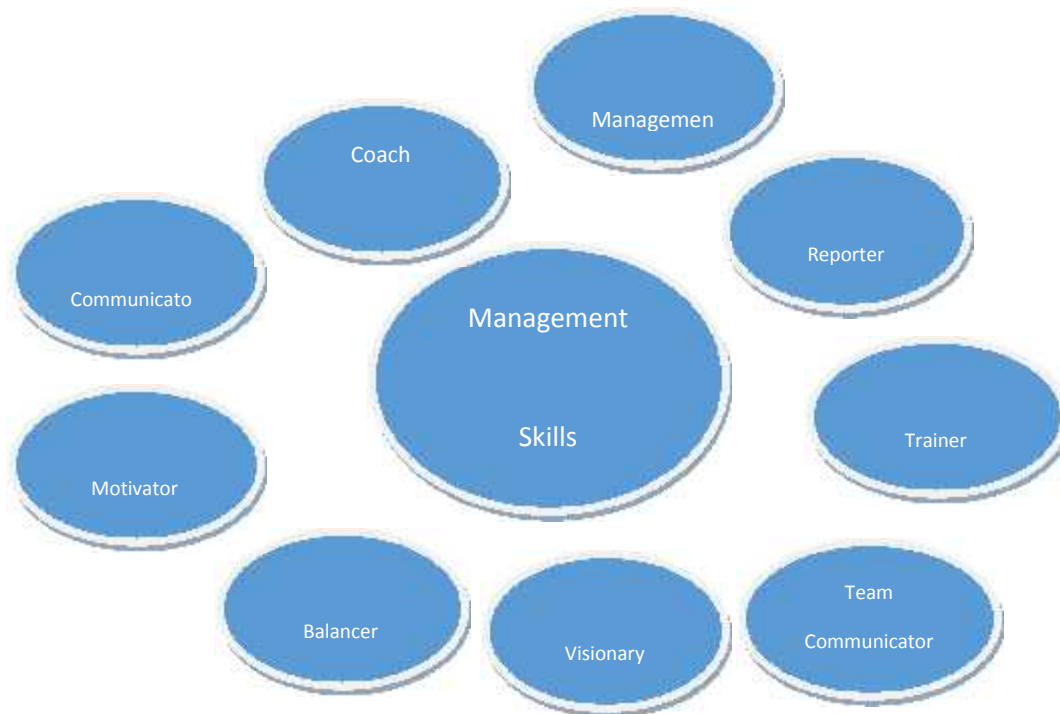 Managemen
Coach
Reporter
Communicato
Management
Skills
Trainer
Motivator
Team
Communicator
Balancer
Visionary